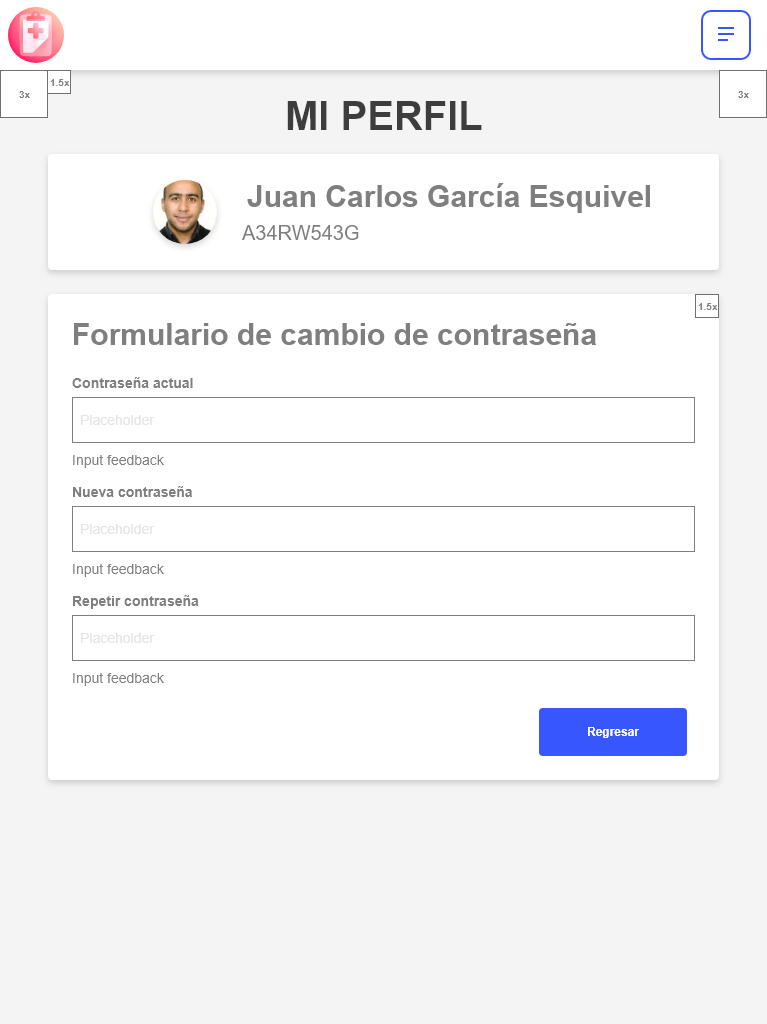 3x
1.5x
3x
MI PERFIL
Juan Carlos García Esquivel
A34RW543G
1.5x
Formulario de cambio de contraseña
Contraseña actual
Placeholder
Input feedback
Nueva contraseña
Placeholder
Input feedback
Repetir contraseña
Placeholder
Input feedback
Regresar